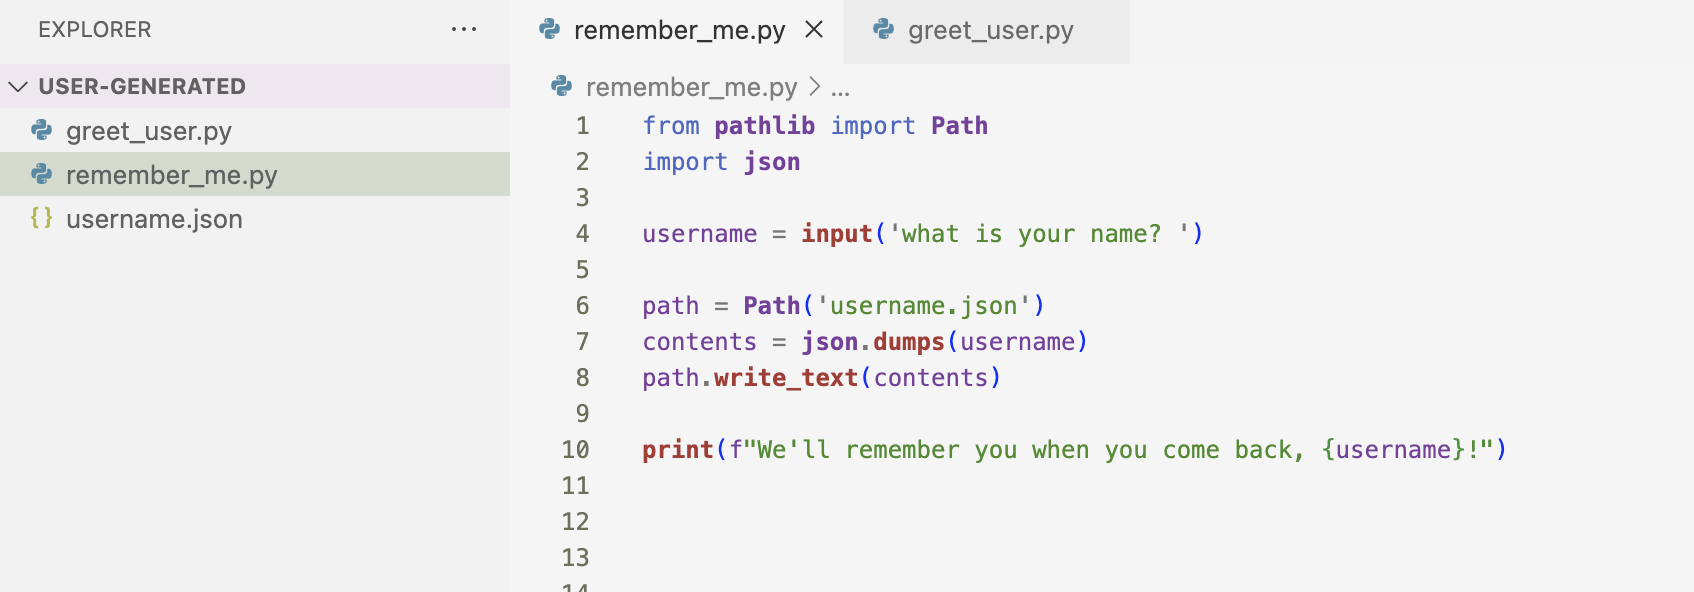 EXPLORER ...
USER-GENERATED
greet_user.py
remember_me.py
{} username.json
remember_me.py greet_user.py
remember_me.py > ...
1 from pathlib import Path
2 import json
3
4 username = input('what is your name? ')
5
6 path = Path('username.json')
7 contents = json.dumps(username)
8 path.write_text(contents)
9
10 print(f"We'll remember you when you come back, {username}!")
11
12
13
14